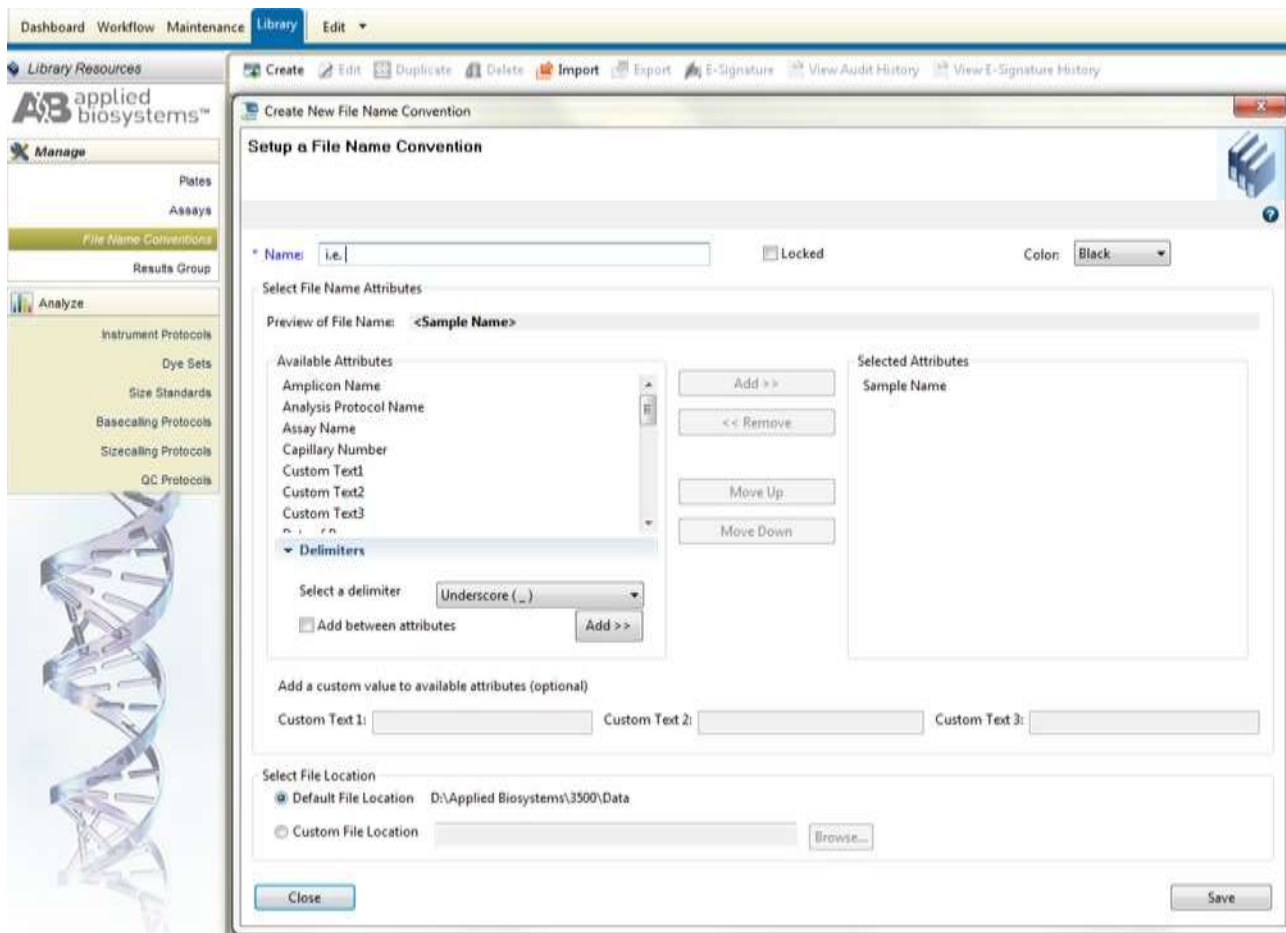 Dashboard Workflow Maintenance Library Edit
Library Resources
Create Edit Duplicate Delete Import Export E-Signature View Audit History View E-Signature History
AB applied biosystems™
Create New File Name Convention
Manage
Setup a File Name Convention
Plates
Assays
File Name Conventions
Results Group
* Name: i.e. Locked Color: Black
Analyze
Instrument Protocols
Dye Sets
Size Standards
Basecalling Protocols
Sizecalling Protocols
QC Protocols
Select File Name Attributes
Preview of File Name: <Sample Name>
Available Attributes
Amplicon Name
Analysis Protocol Name
Assay Name
Capillary Number
Custom Text1
Custom Text2
Custom Text3
Add >>
<< Remove
Move Up
Move Down
Selected Attributes
Sample Name
Delimiters
Select a delimiter Underscore ( _ )
Add between attributes Add >>
Add a custom value to available attributes (optional)
Custom Text 1: Custom Text 2: Custom Text 3:
Select File Location
Default File Location D:\Applied Biosystems\3500\Data
Custom File Location Browse...
Close Save